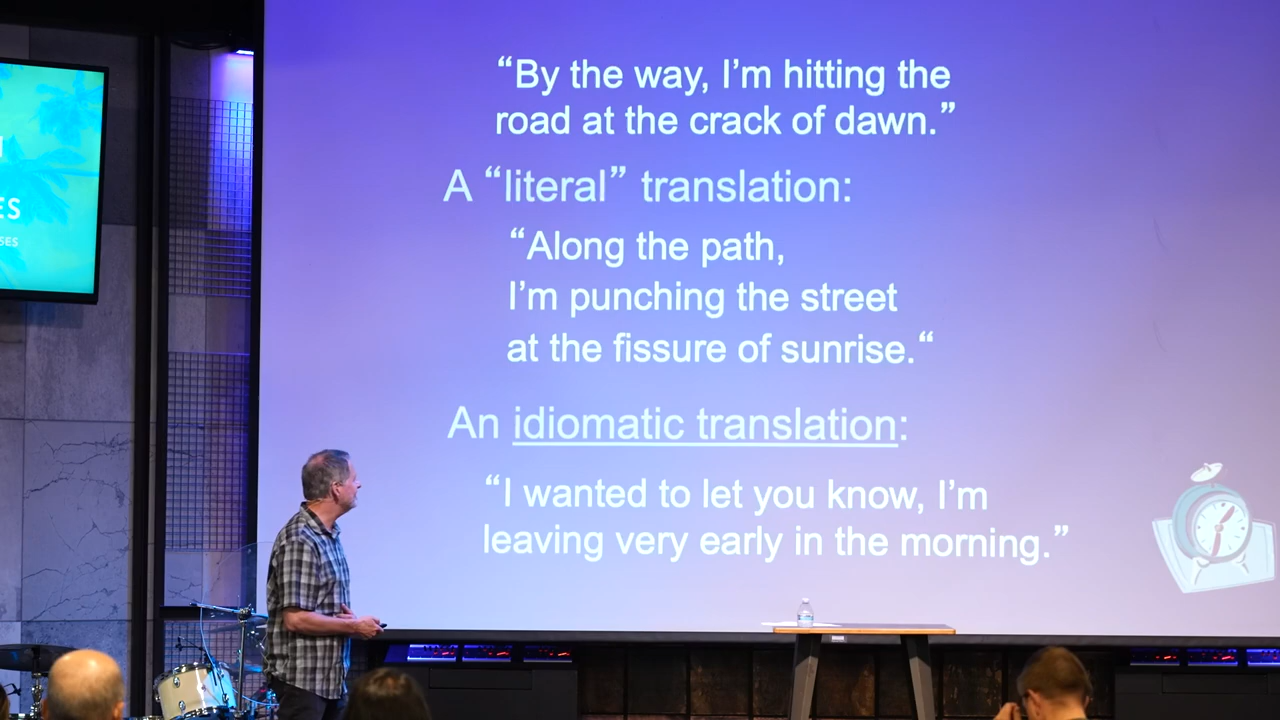 “By the way, I’m hitting the
road at the crack of dawn.”
A “literal” translation:
“Along the path,
I’m punching the street
at the fissure of sunrise.“
An idiomatic translation:
“I wanted to let you know, I’m
leaving very early in the morning.”